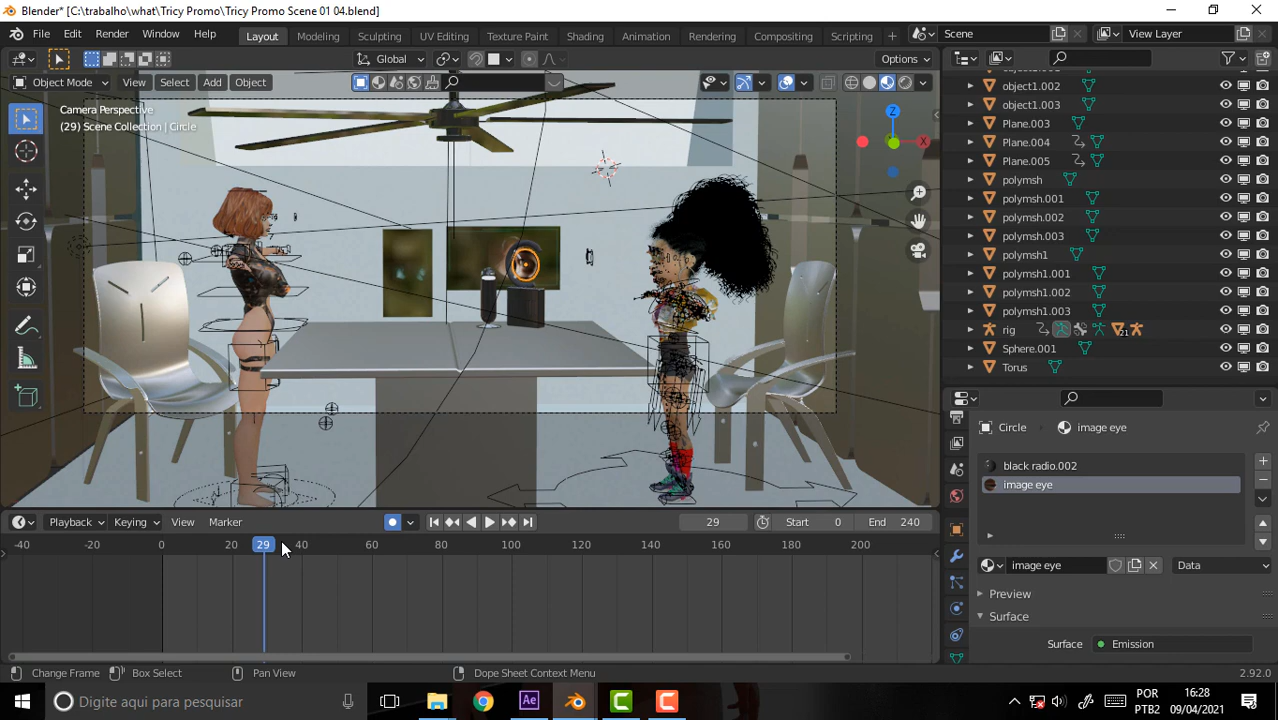 Blender* [C:\trabalho\what\Tricy Promo\Tricy Promo Scene 01 04.blend]
File Edit Render Window Help Layout Modeling Sculpting UV Editing Texture Paint Shading Animation Rendering Compositing Scripting + Scene View Layer
Global Options
Object Mode View Select Add Object
Camera Perspective
(29) Scene Collection | Circle
Z
X
object1.002
object1.003
Plane.003
Plane.004
Plane.005
polymsh
polymsh.001
polymsh.002
polymsh.003
polymsh1
polymsh1.001
polymsh1.002
polymsh1.003
rig 21
Sphere.001
Torus
Circle image eye
black radio.002
image eye
image eye Data
Preview
Surface
Surface Emission
Playback Keying View Marker 29 Start 0 End 240
-40 -20 0 20 29 40 60 80 100 120 140 160 180 200
Change Frame Box Select Pan View Dope Sheet Context Menu 2.92.0
Digite aqui para pesquisar
Ae
POR
PTB2
16:28
09/04/2021